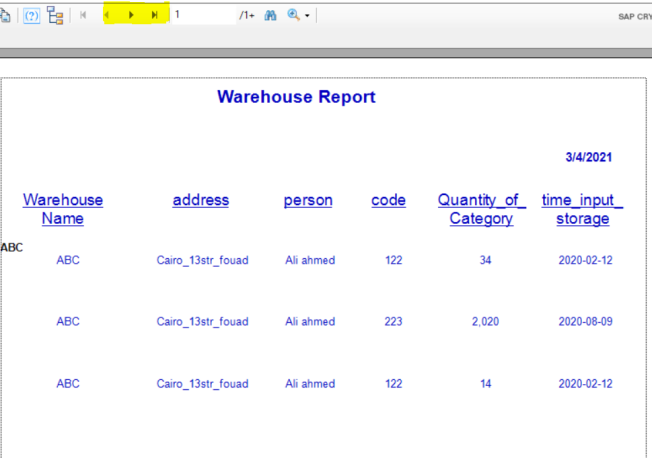 (?) 1 /1+ SAP CRY
Warehouse Report
3/4/2021
Warehouse Name address person code Quantity_of_ Category time_input_ storage
ABC
ABC Cairo_13str_fouad Ali ahmed 122 34 2020-02-12
ABC Cairo_13str_fouad Ali ahmed 223 2,020 2020-08-09
ABC Cairo_13str_fouad Ali ahmed 122 14 2020-02-12